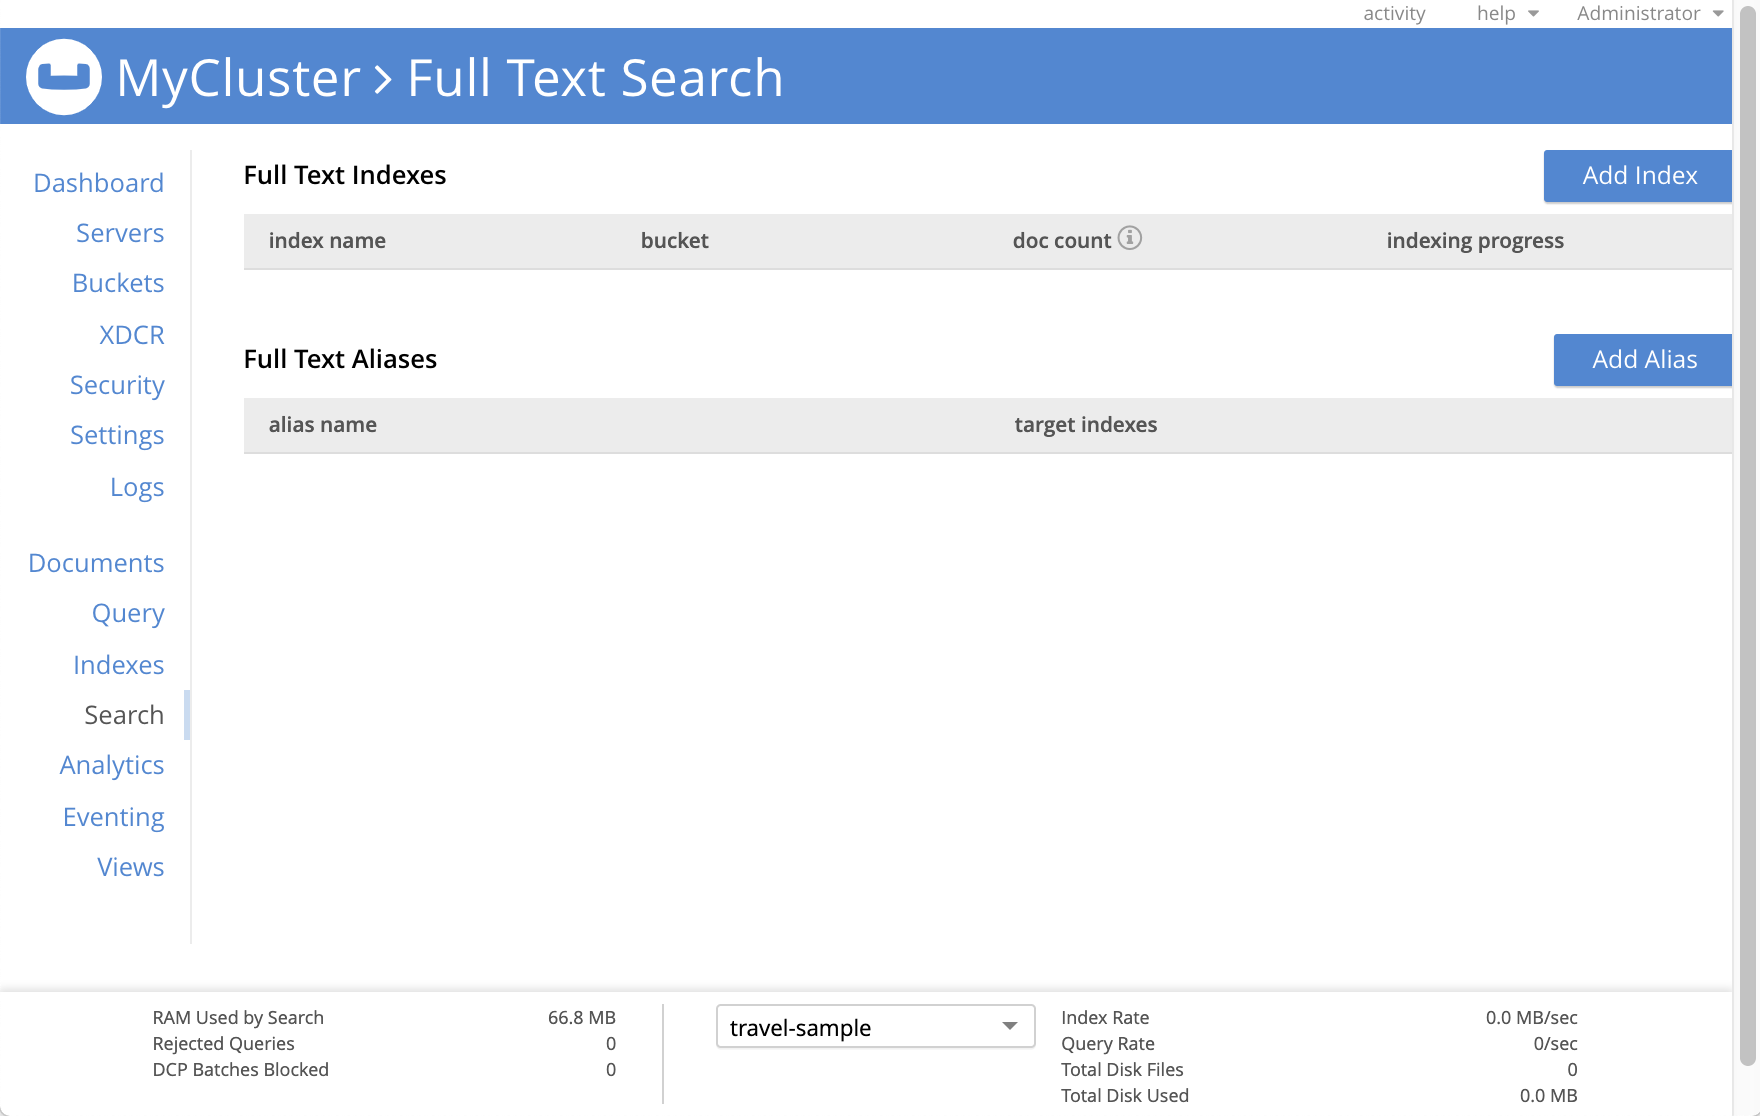 activity help Administrator
MyCluster > Full Text Search
Dashboard
Servers
Buckets
XDCR
Security
Settings
Logs
Documents
Query
Indexes
Search
Analytics
Eventing
Views
Full Text Indexes Add Index
index name bucket doc count indexing progress
Full Text Aliases Add Alias
alias name target indexes
RAM Used by Search 66.8 MB
Rejected Queries 0
DCP Batches Blocked 0
travel-sample
Index Rate 0.0 MB/sec
Query Rate 0/sec
Total Disk Files 0
Total Disk Used 0.0 MB